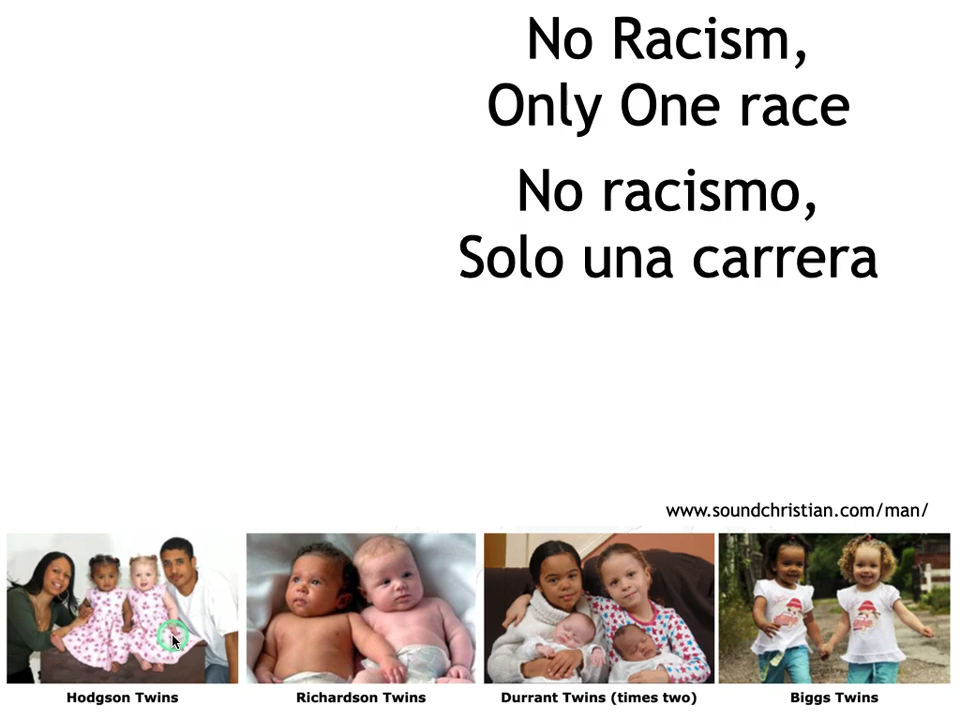 No Racism,
Only One race
No racismo,
Solo una carrera
www.soundchristian.com/man/
Hodgson Twins
Richardson Twins
Durrant Twins (times two)
Biggs Twins